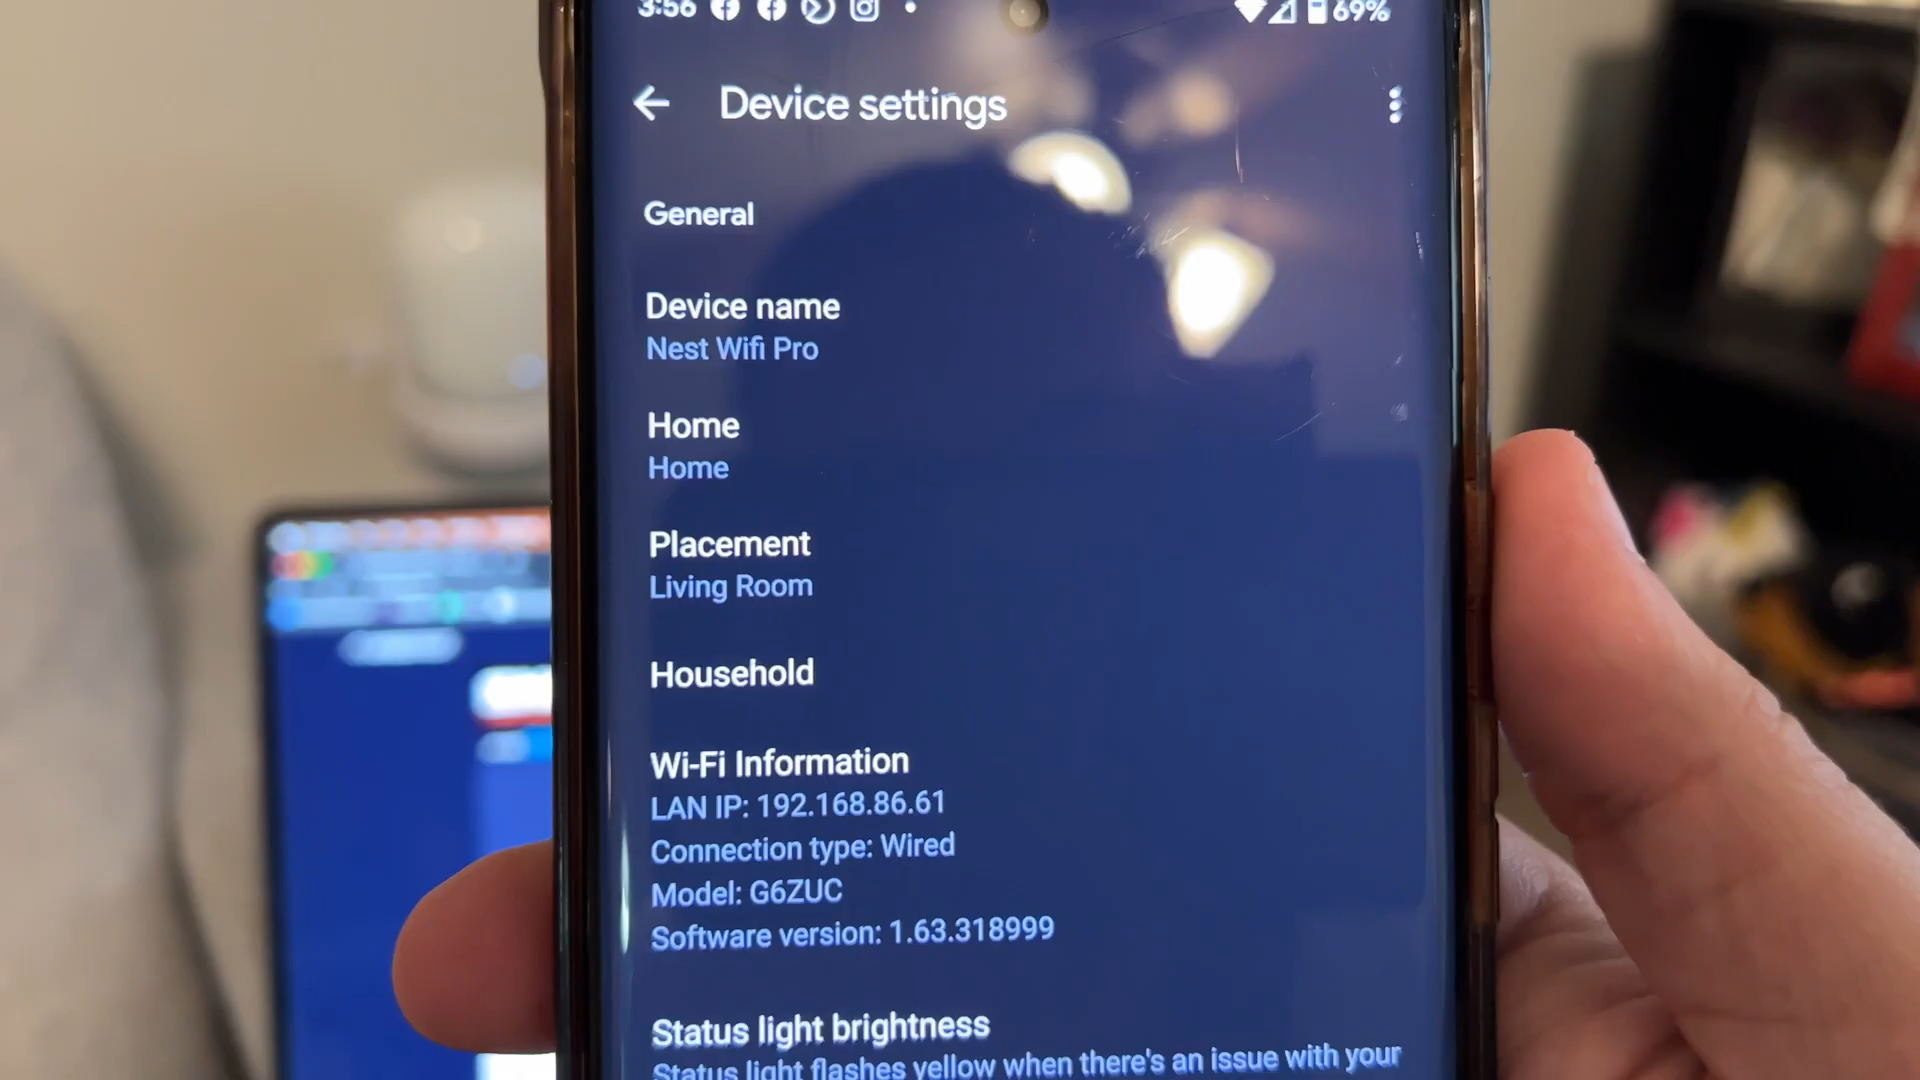 3:56 69%
Device settings
General
Device name
Nest Wifi Pro
Home
Home
Placement
Living Room
Household
Wi-Fi Information
LAN IP: 192.168.86.61
Connection type: Wired
Model: G6ZUC
Software version: 1.63.318999
Status light brightness
Status light flashes yellow when there's an issue with your